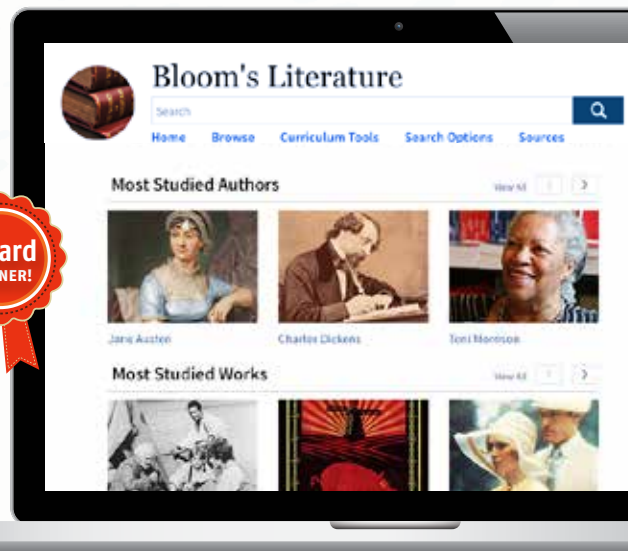 Bloom's Literature
Search
Home Browse Curriculum Tools Search Options Sources
Most Studied Authors
View All
ard
NER!
Jane Austen
Charles Dickens
Toni Morrison
Most Studied Works
View All